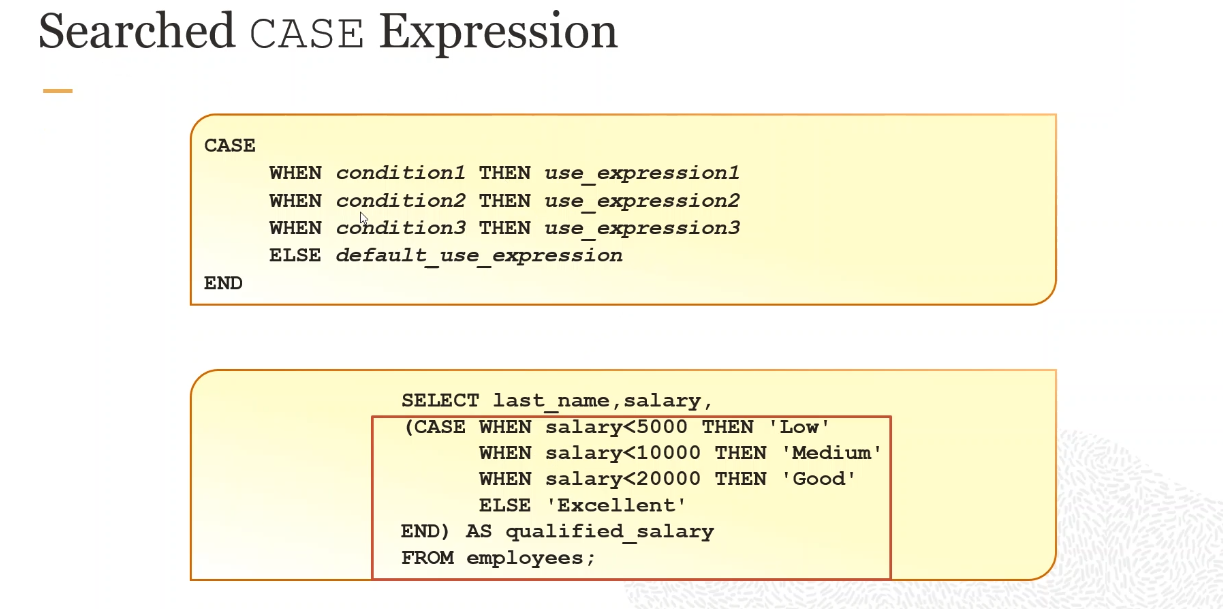 Searched CASE Expression
CASE
WHEN condition1 THEN use_expression1
WHEN condition2 THEN use_expression2
WHEN condition3 THEN use_expression3
ELSE default_use_expression
END
SELECT last_name,salary,
(CASE WHEN salary<5000 THEN 'Low'
WHEN salary<10000 THEN 'Medium'
WHEN salary<20000 THEN 'Good'
ELSE 'Excellent'
END) AS qualified_salary
FROM employees;